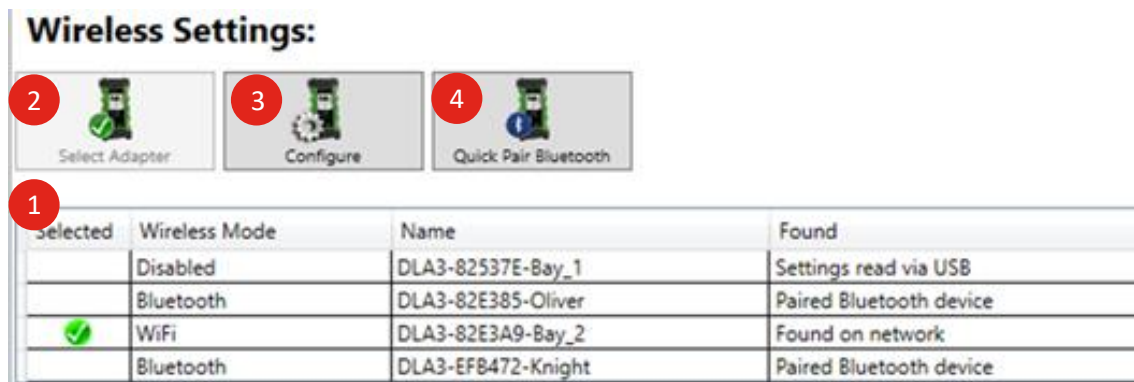 Wireless Settings:
2 3 4
Select Adapter Configure Quick Pair Bluetooth
1
Selected Wireless Mode Name Found
Disabled DLA3-82537E-Bay_1 Settings read via USB
Bluetooth DLA3-82E385-Oliver Paired Bluetooth device
WiFi DLA3-82E3A9-Bay_2 Found on network
Bluetooth DLA3-EFB472-Knight Paired Bluetooth device